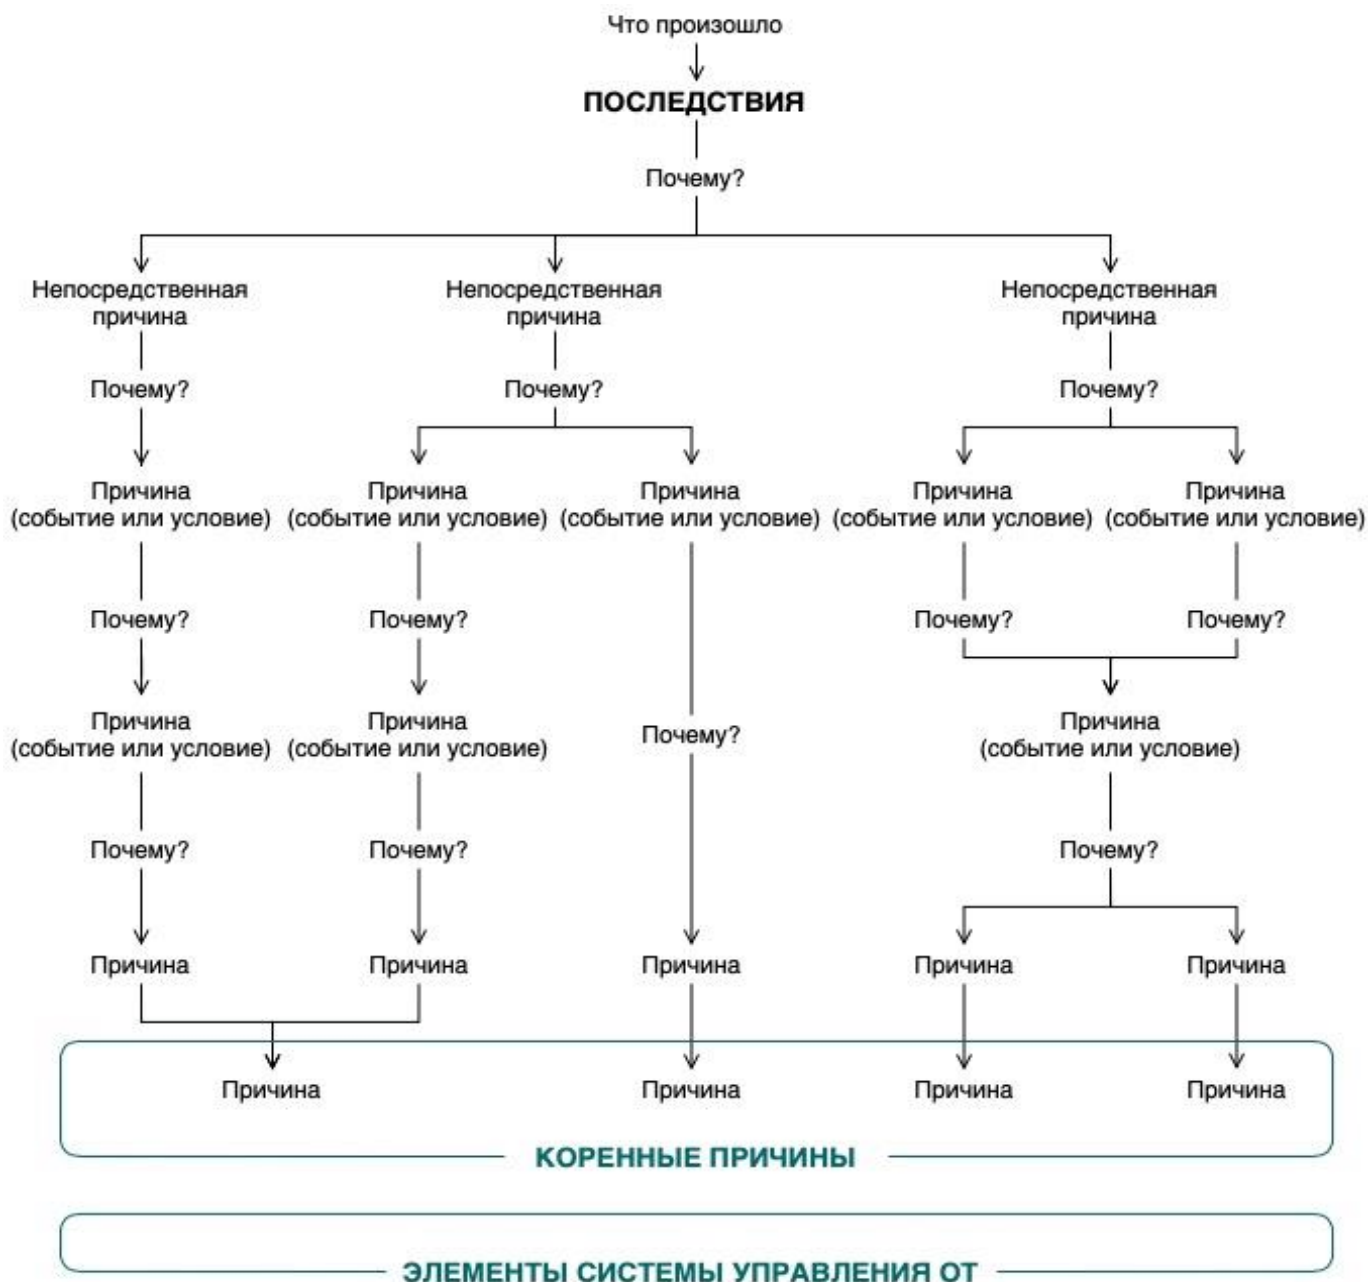 Что произошло
ПОСЛЕДСТВИЯ
Почему?
Непосредственная Непосредственная Непосредственная
причина причина причина
Почему? Почему? Почему?
Причина Причина Причина Причина Причина
(событие или условие) (событие или условие) (событие или условие) (событие или условие) (событие или условие)
Почему? Почему? Почему? Почему?
Причина Причина Причина
(событие или условие) (событие или условие) (событие или условие)
Почему?
Почему? Почему? Почему?
Причина Причина Причина Причина Причина
Причина Причина Причина Причина
КОРЕННЫЕ ПРИЧИНЫ
ЭЛЕМЕНТЫ СИСТЕМЫ УПРАВЛЕНИЯ ОТ